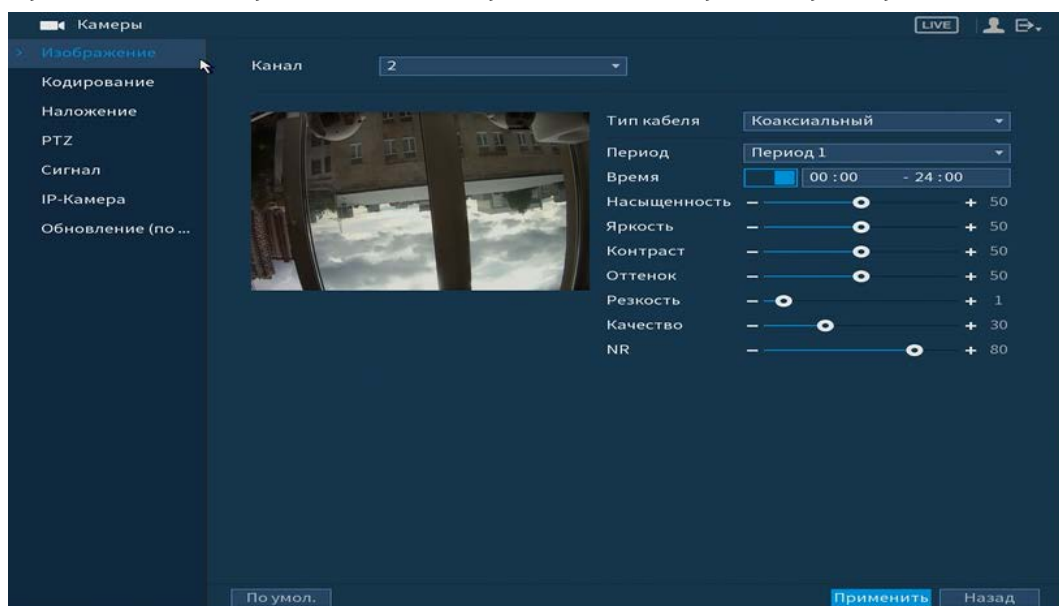 Камеры
LIVE
Изображение
Кодирование
Наложение
PTZ
Сигнал
IP-Камера
Обновление (по ...
Канал 2
Тип кабеля Коаксиальный
Период Период 1
Время 00 : 00 - 24 : 00
Насыщенность - + 50
Яркость - + 50
Контраст - + 50
Оттенок - + 50
Резкость - + 1
Качество - + 30
NR - + 80
По умол. Применить Назад